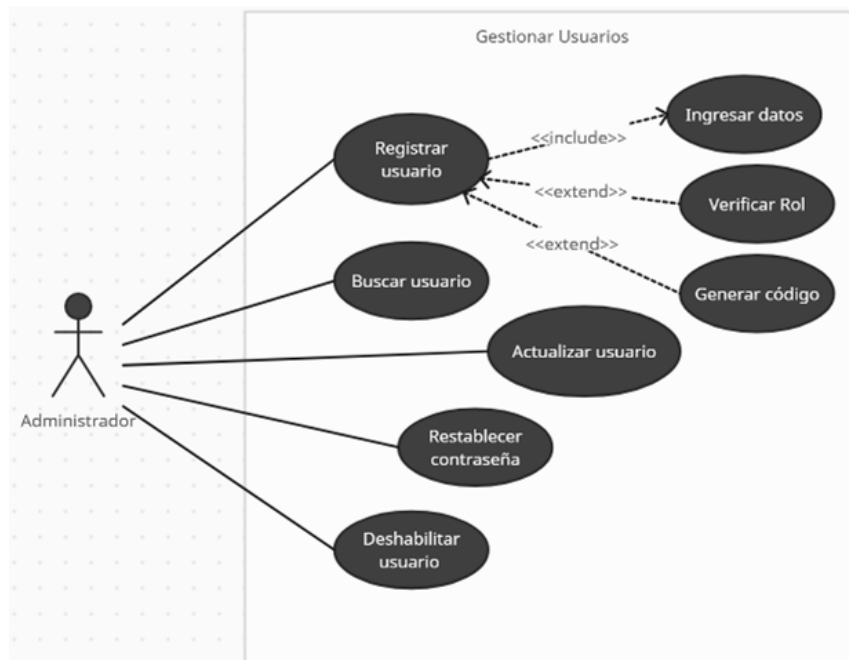 Gestionar Usuarios
Registrar
usuario
<<include>>
Ingresar datos
<<extend>>
Verificar Rol
<<extend>>
Generar código
Buscar usuario
Actualizar usuario
Administrador
Restablecer
contraseña
Deshabilitar
usuario